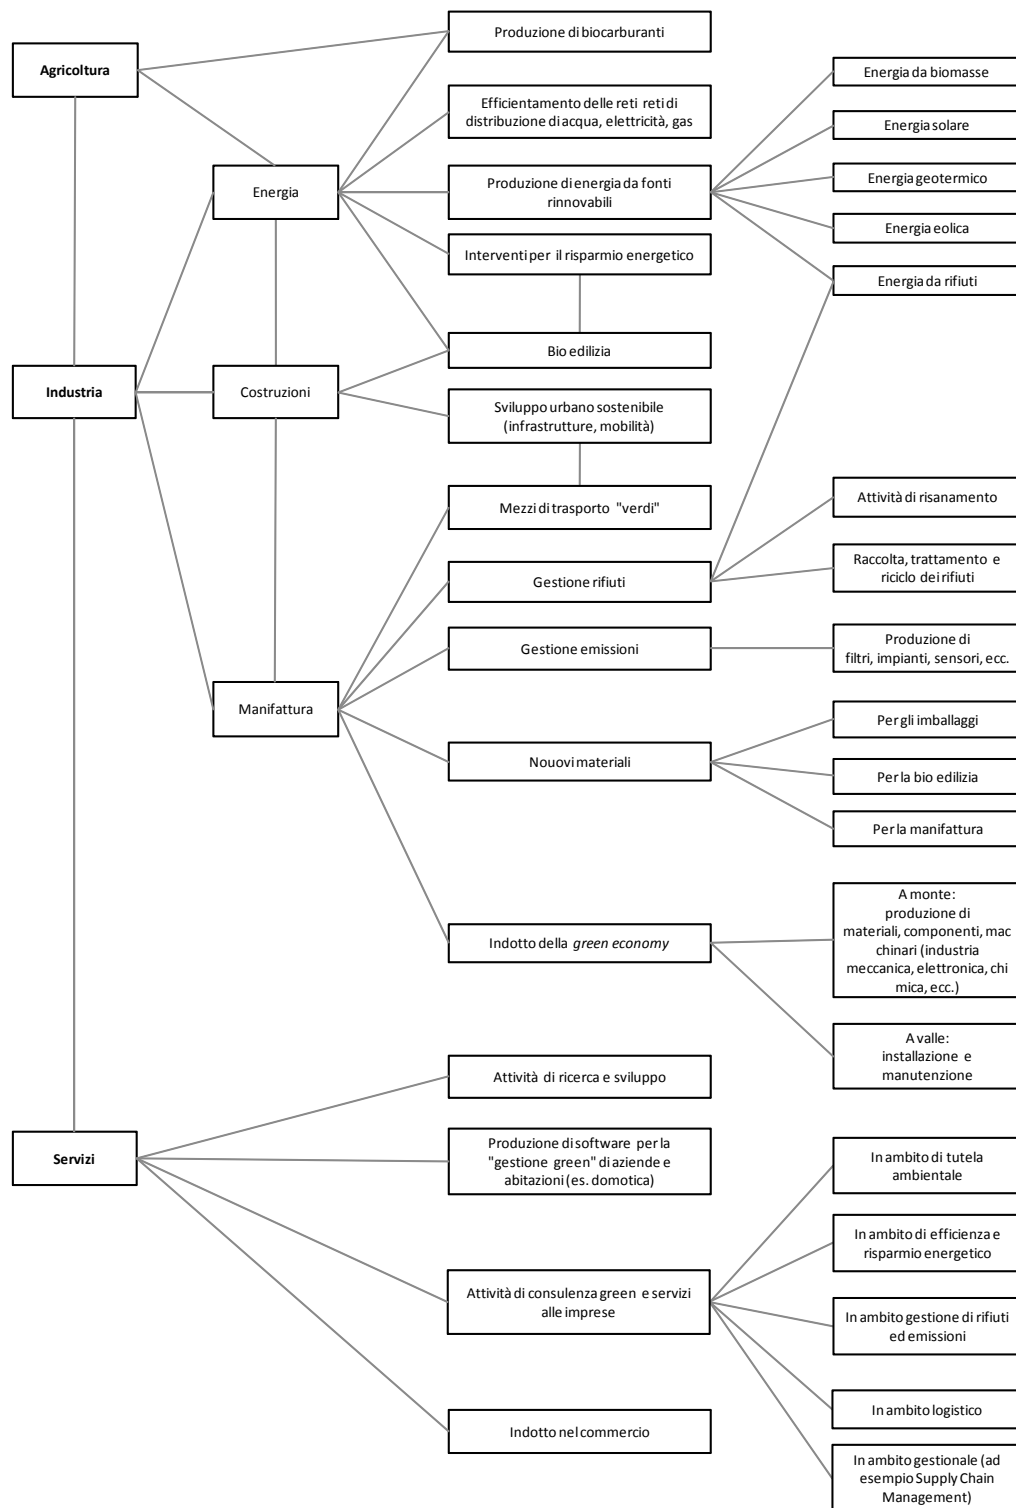 Agricoltura
Industria
Servizi
Energia
Costruzioni
Manifattura
Produzione di biocarburanti
Efficientamento delle reti reti di
distribuzione di acqua, elettricità, gas
Produzione di energia da fonti
rinnovabili
Interventi per il risparmio energetico
Bio edilizia
Sviluppo urbano sostenibile
(infrastrutture, mobilità)
Mezzi di trasporto "verdi"
Gestione rifiuti
Gestione emissioni
Nouovi materiali
Indotto della green economy
Attività di ricerca e sviluppo
Produzione di software per la
"gestione green" di aziende e
abitazioni (es. domotica)
Attività di consulenza green e servizi
alle imprese
Indotto nel commercio
Energia da biomasse
Energia solare
Energia geotermico
Energia eolica
Energia da rifiuti
Attività di risanamento
Raccolta, trattamento e
riciclo dei rifiuti
Produzione di
filtri, impianti, sensori, ecc.
Per gli imballaggi
Per la bio edilizia
Per la manifattura
A monte:
produzione di
materiali, componenti, mac
chinari (industria
meccanica, elettronica, chi
mica, ecc.)
A valle:
installazione e
manutenzione
In ambito di tutela
ambientale
In ambito di efficienza e
risparmio energetico
In ambito gestione di rifiuti
ed emissioni
In ambito logistico
In ambito gestionale (ad
esempio Supply Chain
Management)